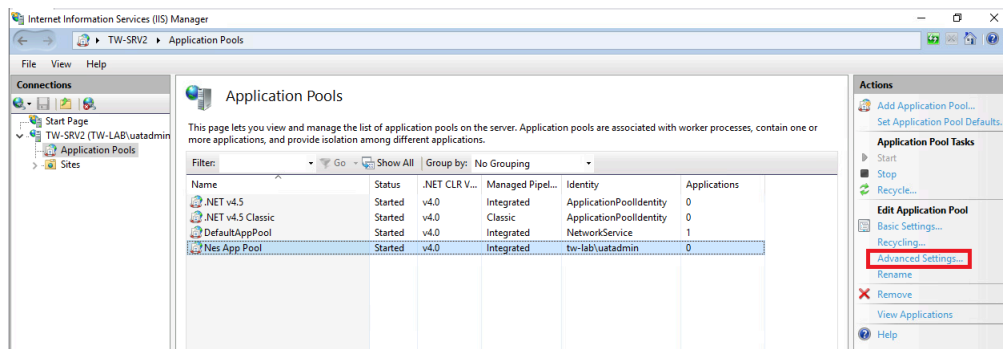 Internet Information Services (IIS) Manager
TW-SRV2 Application Pools
File View Help
Connections
Start Page
TW-SRV2 (TW-LAB\uatadmin
Application Pools
Sites
Application Pools
This page lets you view and manage the list of application pools on the server. Application pools are associated with worker processes, contain one or
more applications, and provide isolation among different applications.
Filter: Go Show All Group by: No Grouping
Name Status .NET CLR V... Managed Pipel... Identity Applications
.NET v4.5 Started v4.0 Integrated ApplicationPoolIdentity 0
.NET v4.5 Classic Started v4.0 Classic ApplicationPoolIdentity 0
DefaultAppPool Started v4.0 Integrated NetworkService 1
Nes App Pool Started v4.0 Integrated tw-lab\uatadmin 0
Actions
Add Application Pool...
Set Application Pool Defaults.
Application Pool Tasks
Start
Stop
Recycle...
Edit Application Pool
Basic Settings...
Recycling...
Advanced Settings...
Rename
Remove
View Applications
Help